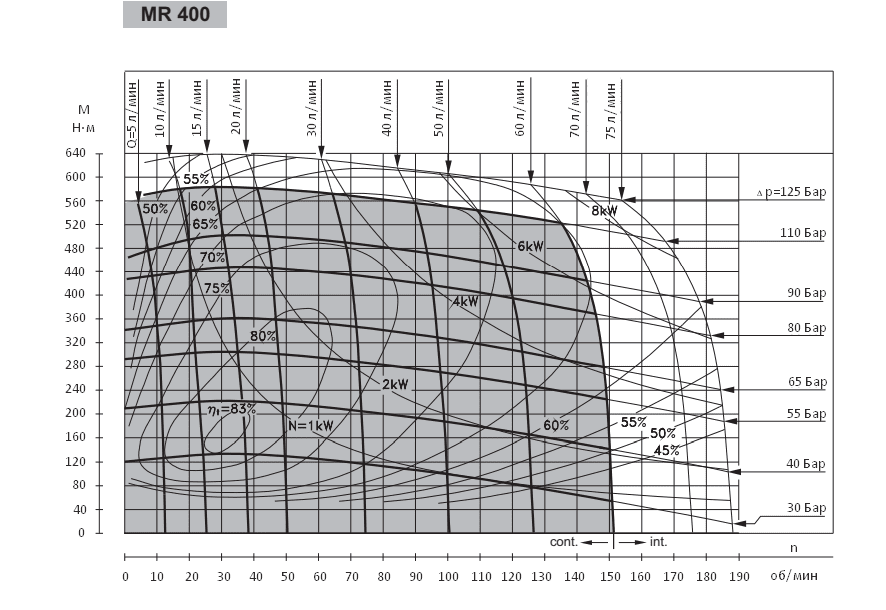 MR 400
Q=5 л/мин
10 л/мин
15 л/мин
20 л/мин
30 л/мин
40 л/мин
50 л/мин
60 л/мин
70 л/мин
75 л/мин
M
Н·м
640
600
560
520
480
440
400
360
320
280
240
200
160
120
80
40
0
55%
50%
60%
65%
70%
75%
80%
ηt=83%
N=1kW
2kW
4kW
6kW
8kW
60%
55%
50%
45%
Δ p=125 Бар
110 Бар
90 Бар
80 Бар
65 Бар
55 Бар
40 Бар
30 Бар
cont.
int.
n
0 10 20 30 40 50 60 70 80 90 100 110 120 130 140 150 160 170 180 190 об/мин